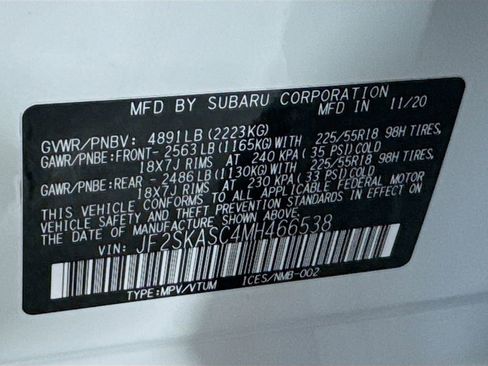 MFD BY SUBARU CORPORATION
MFD IN 11/20
GVWR/PNBV: 4891LB (2223KG)
GAWR/PNBE:FRONT-2563LB(1165KG)WITH 225/55R18 98H TIRES,
18X7J RIMS AT 240 KPA(35 PSI)COLD
GAWR/PNBE:REAR-2486LB(1130KG)WITH 225/55R18 98H TIRES,
18X7J RIMS AT 230 KPA(33 PSI)COLD
THIS VEHICLE CONFORMS TO ALL APPLICABLE FEDERAL MOTOR
VEHICLE SAFETY AND THEFT PREVENTION STANDARDS IN EFFECT
ON THE DATE OF MANUFACTURE SHOWN ABOVE.
VIN: JF2SKASC4MH466538
TYPE:MPV/VTUM ICES/NMB-002